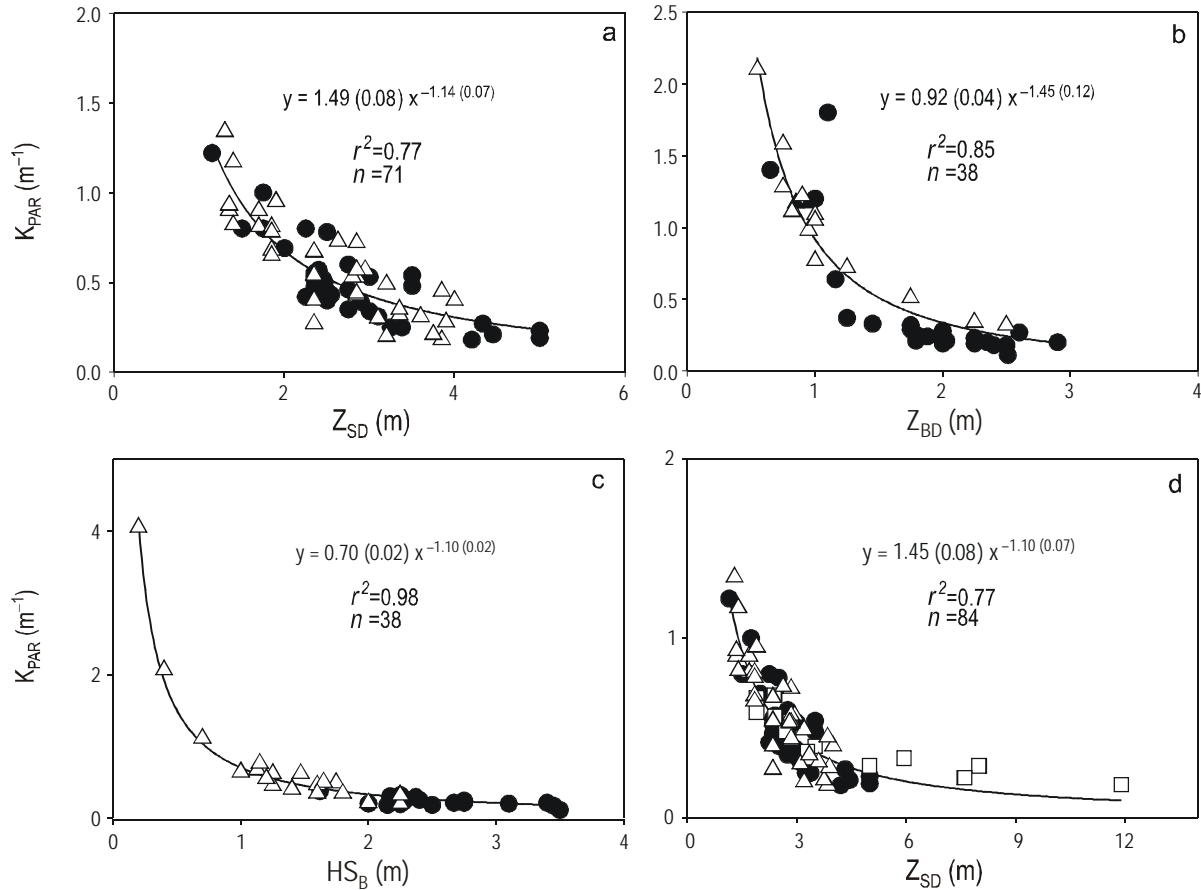 a
2.0
1.5
1.0
0.5
0.0
K_PAR (m⁻¹)
y = 1.49 (0.08) x^−1.14 (0.07)
r²=0.77
n =71
0 2 4 6
Z_SD (m)
b
2.5
2.0
1.5
1.0
0.5
0.0
y = 0.92 (0.04) x^−1.45 (0.12)
r²=0.85
n =38
0 1 2 3 4
Z_BD (m)
c
4
2
0
K_PAR (m⁻¹)
y = 0.70 (0.02) x^−1.10 (0.02)
r²=0.98
n =38
0 1 2 3 4
HS_B (m)
d
2
1
0
y = 1.45 (0.08) x^−1.10 (0.07)
r²=0.77
n =84
0 3 6 9 12
Z_SD (m)